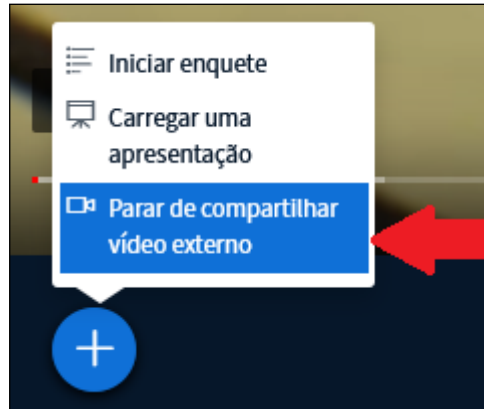 Iniciar enquete
Carregar uma
apresentação
Parar de compartilhar
vídeo externo